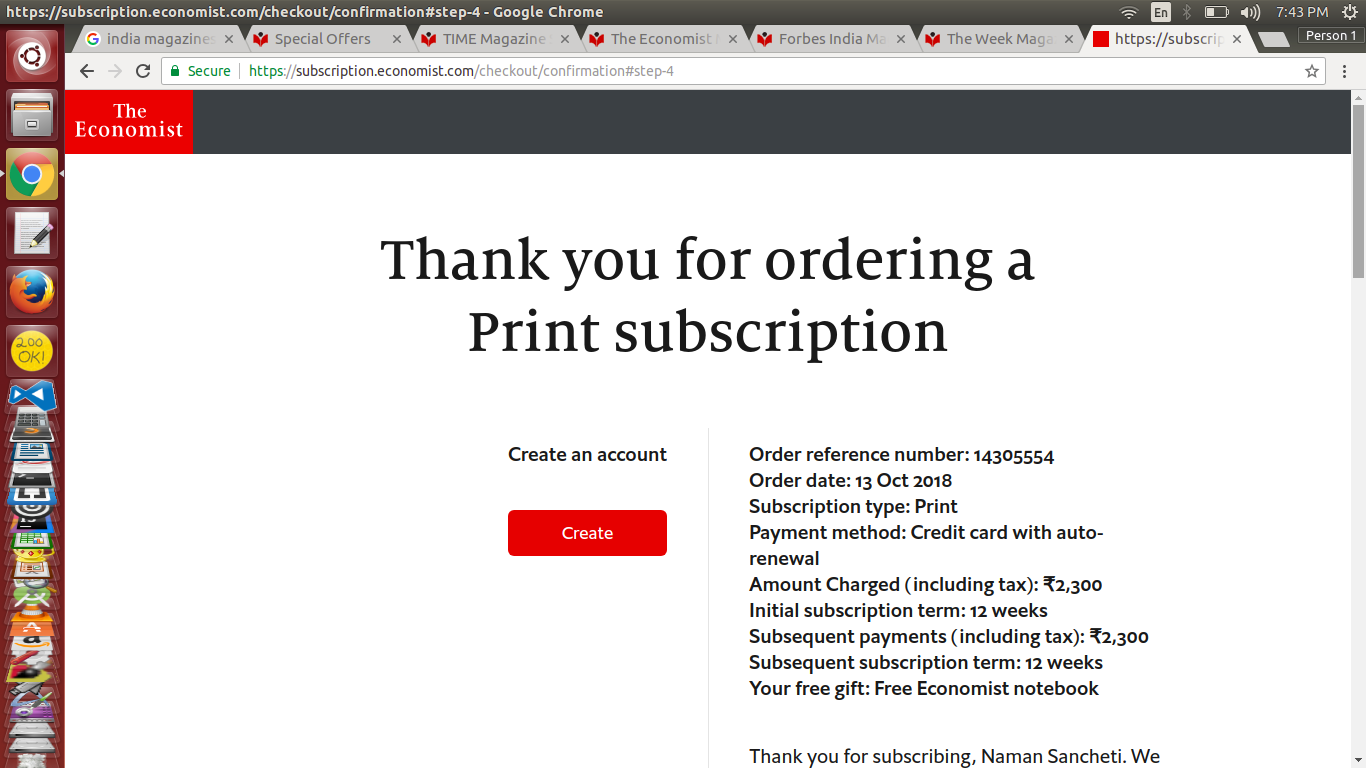 https://subscription.economist.com/checkout/confirmation#step-4 - Google Chrome
En
7:43 PM
india magazines
Special Offers
TIME Magazine
The Economist
Forbes India Ma
The Week Maga
https://subscrip
Person 1
Secure
https://subscription.economist.com/checkout/confirmation#step-4
The
Economist
Thank you for ordering a
Print subscription
Create an account
Create
Order reference number: 14305554
Order date: 13 Oct 2018
Subscription type: Print
Payment method: Credit card with auto-
renewal
Amount Charged (including tax): ₹2,300
Initial subscription term: 12 weeks
Subsequent payments (including tax): ₹2,300
Subsequent subscription term: 12 weeks
Your free gift: Free Economist notebook
Thank you for subscribing, Naman Sancheti. We
200
OK!